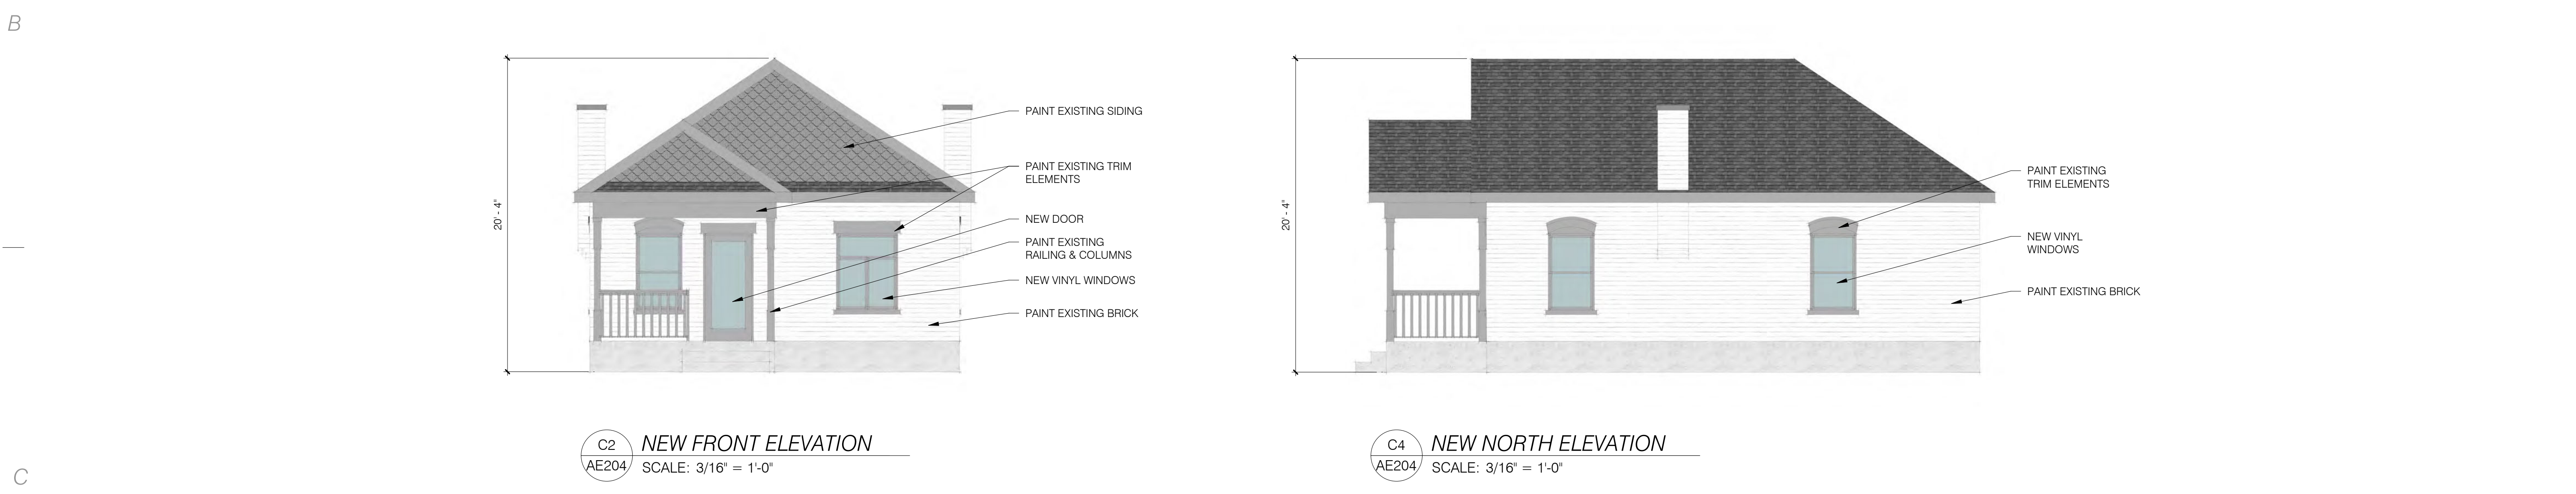 B
20' - 4"
PAINT EXISTING SIDING
PAINT EXISTING TRIM
ELEMENTS
NEW DOOR
PAINT EXISTING
RAILING & COLUMNS
NEW VINYL WINDOWS
PAINT EXISTING BRICK
C2
AE204
NEW FRONT ELEVATION
SCALE: 3/16" = 1'-0"
20' - 4"
PAINT EXISTING
TRIM ELEMENTS
NEW VINYL
WINDOWS
PAINT EXISTING BRICK
C4
AE204
NEW NORTH ELEVATION
SCALE: 3/16" = 1'-0"
C